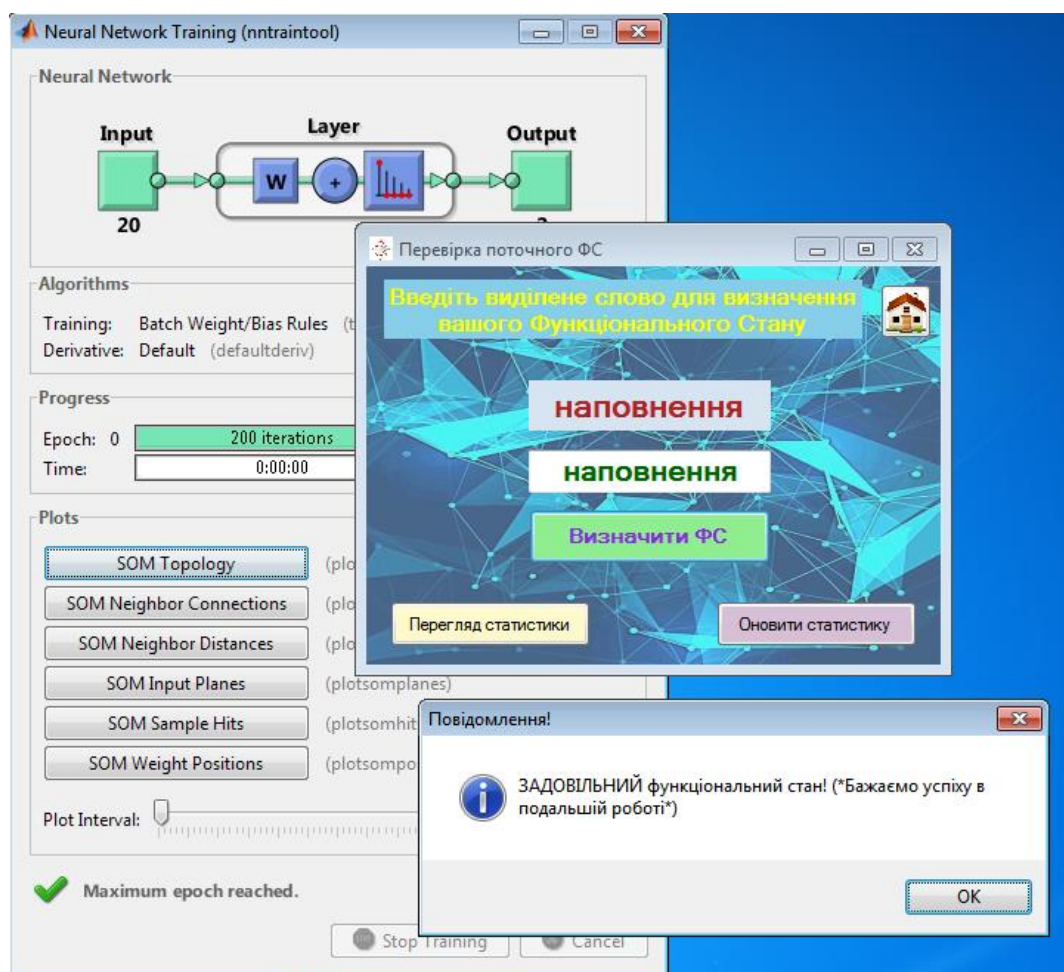 Neural Network Training (nntraintool)
Neural Network
Input
Layer
Output
W
+
20
Algorithms
Training: Batch Weight/Bias Rules
Derivative: Default (defaultderiv)
Progress
Epoch: 0 200 iterations
Time: 0:00:00
Plots
SOM Topology
SOM Neighbor Connections
SOM Neighbor Distances
SOM Input Planes (plotsomplanes)
SOM Sample Hits (plotsomhit
SOM Weight Positions (plotsompo
Plot Interval:
Maximum epoch reached.
Stop Training Cancel
Перевірка поточного ФС
Введіть виділене слово для визначення
вашого Функціонального Стану
наповнення
наповнення
Визначити ФС
Перегляд статистики Оновити статистику
Повідомлення!
ЗАДОВІЛЬНИЙ функціональний стан! (*Бажаємо успіху в
подальшій роботі*)
OK